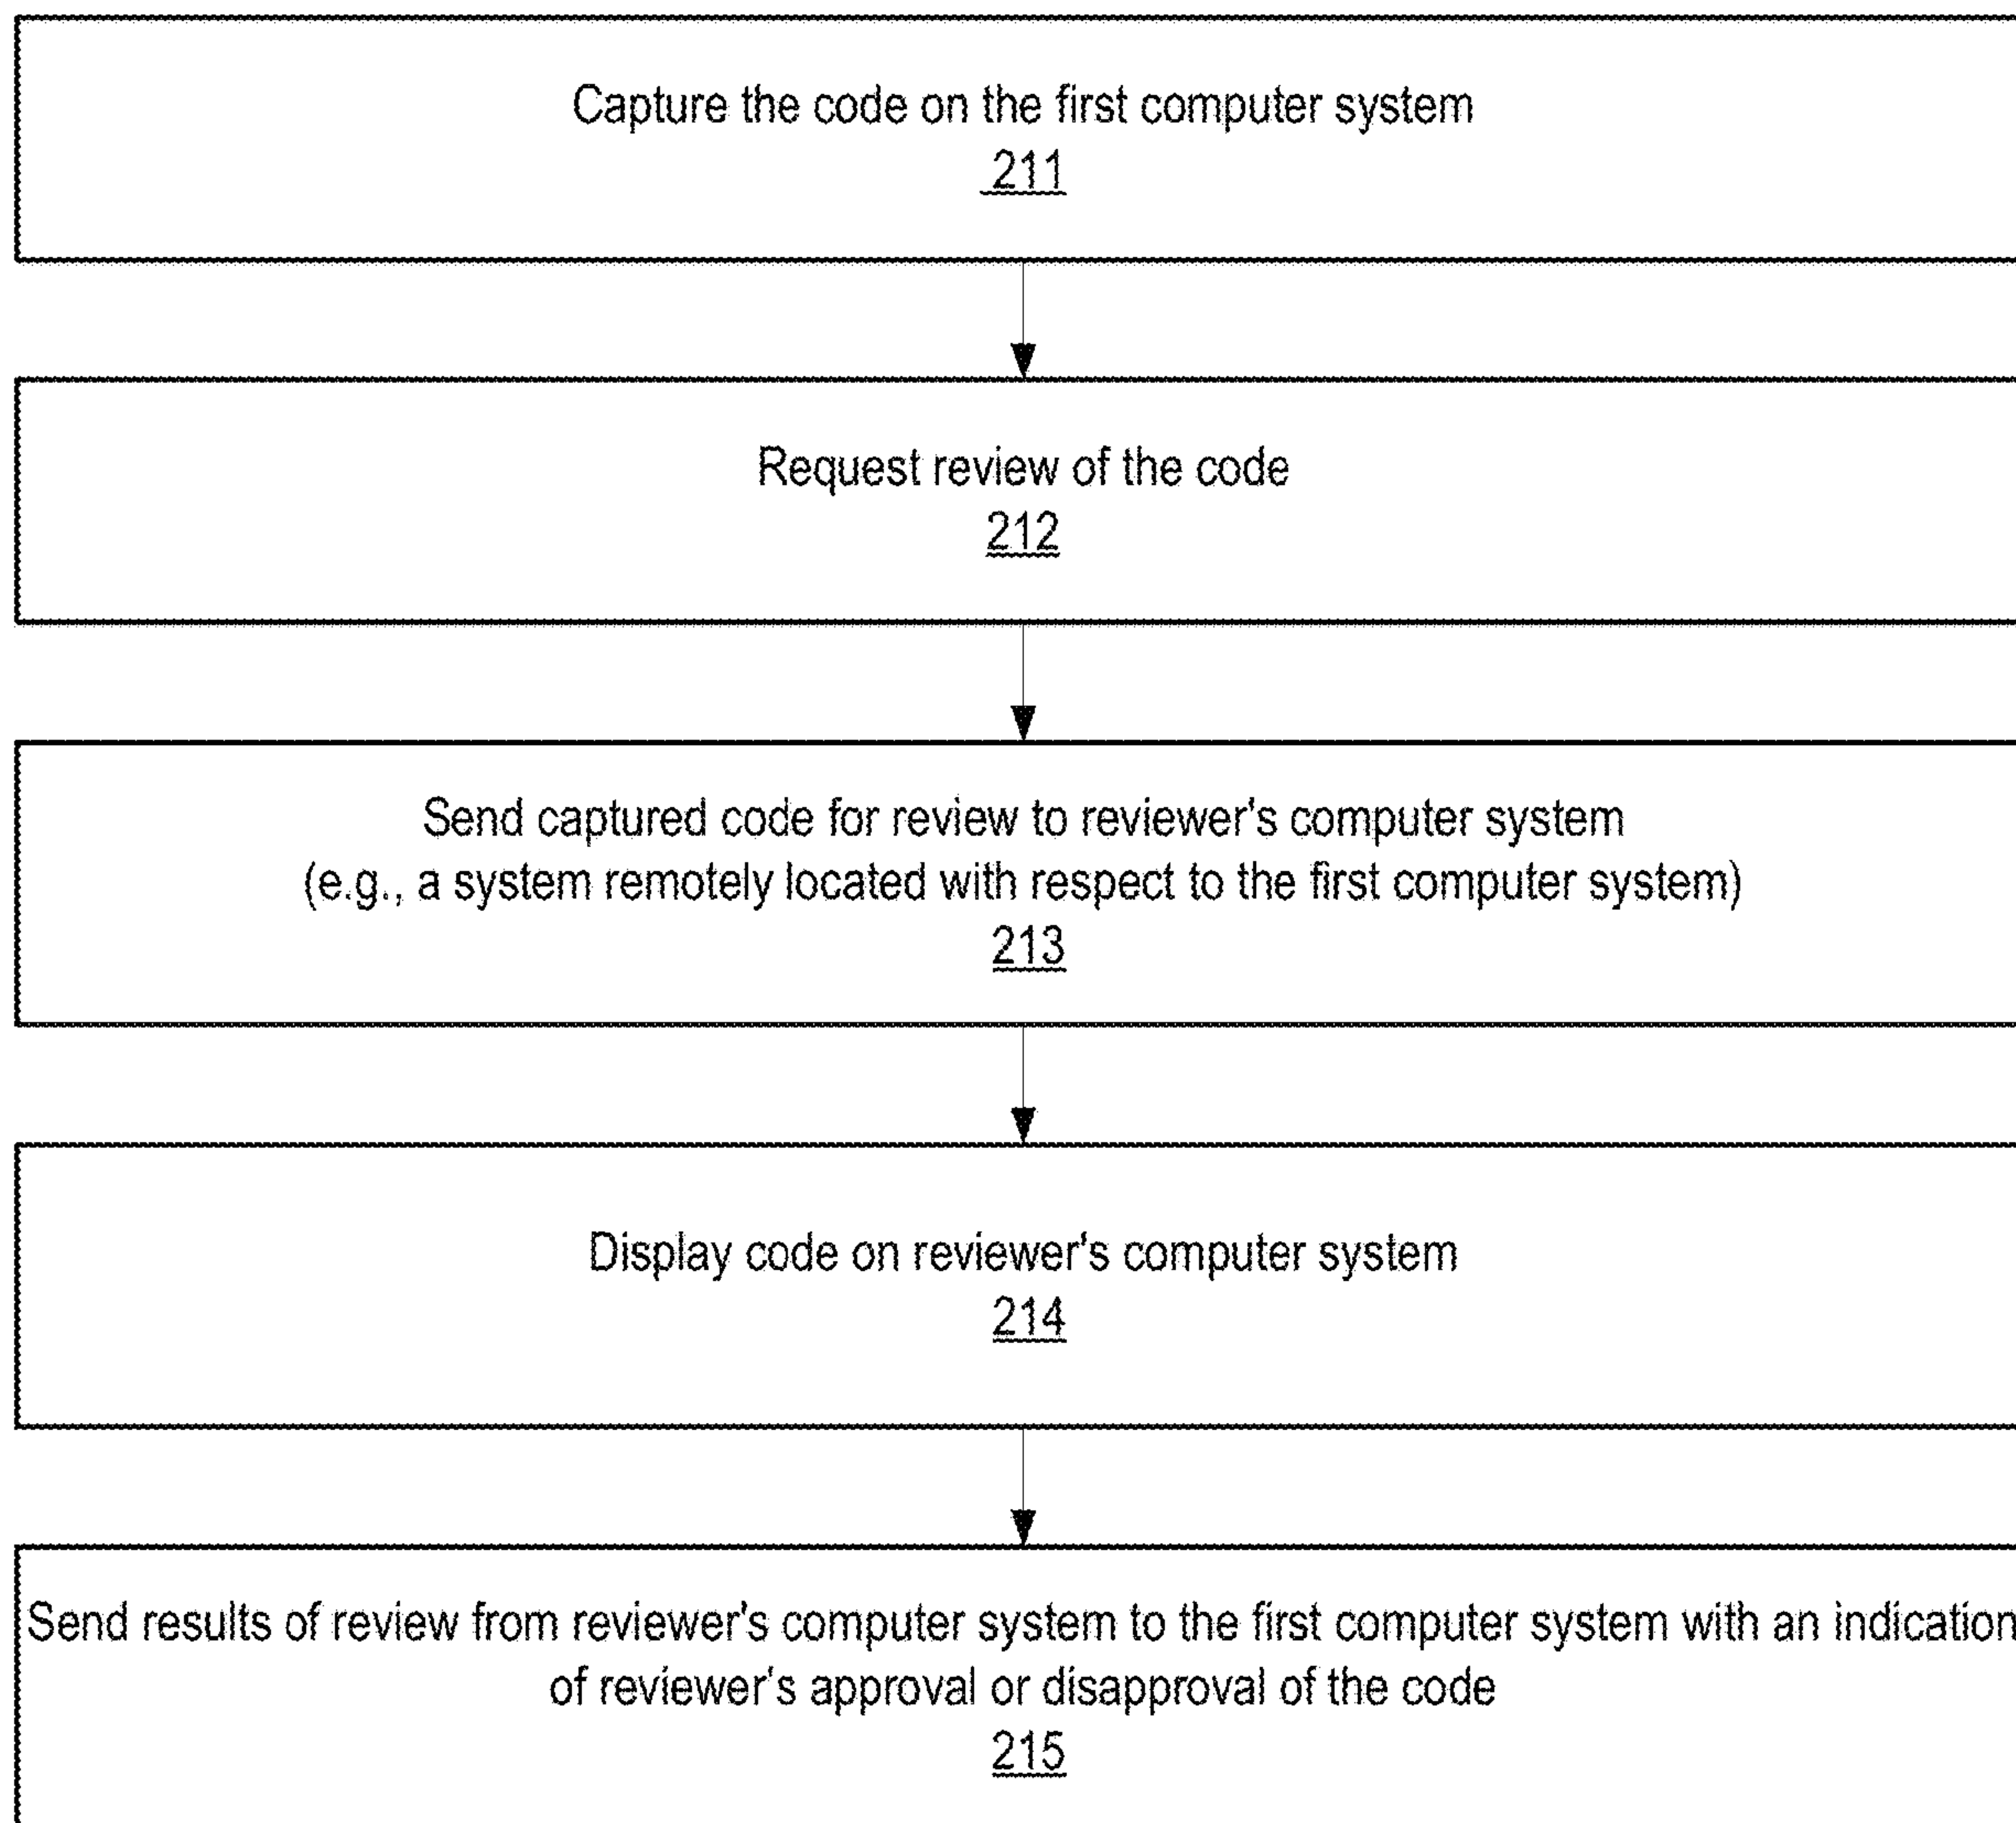 Capture the code on the first computer system
211
Request review of the code
212
Send captured code for review to reviewer's computer system
(e.g., a system remotely located with respect to the first computer system)
213
Display code on reviewer's computer system
214
Send results of review from reviewer's computer system to the first computer system with an indication
of reviewer's approval or disapproval of the code
215